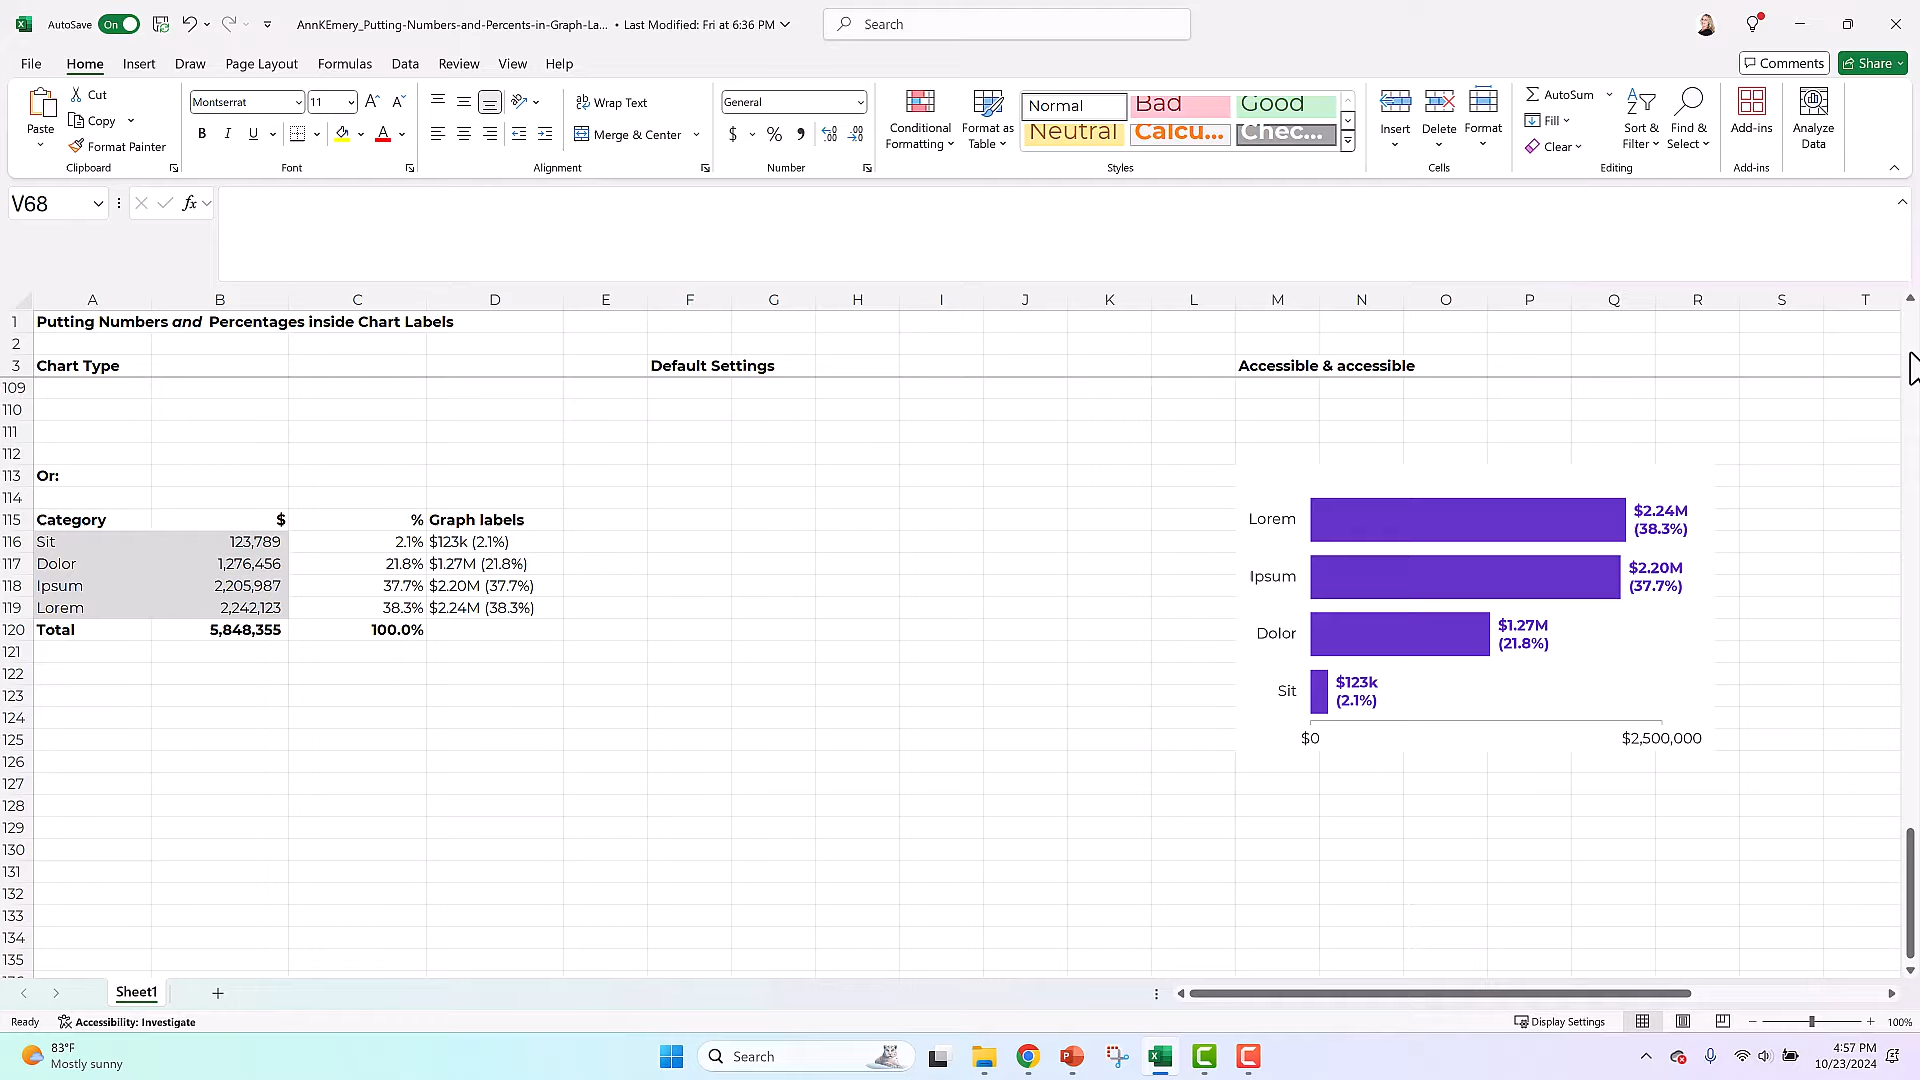 AutoSave On AnnKEmery_Putting-Numbers-and-Percents-in-Graph-La... • Last Modified: Fri at 6:36 PM Search
File Home Insert Draw Page Layout Formulas Data Review View Help Comments Share
Paste Cut Copy Format Painter Clipboard
Montserrat 11 B I U A Font
Wrap Text Merge & Center Alignment
General $ % , Number
Conditional Formatting Format as Table
Normal Bad Good
Neutral Calcu... Chec...
Styles
Insert Delete Format Cells
AutoSum Fill Clear Sort & Filter Find & Select Editing
Add-ins Add-ins
Analyze Data
V68 fx
A B C D E F G H I J K L M N O P Q R S T
1 Putting Numbers and Percentages inside Chart Labels
2
3 Chart Type Default Settings Accessible & accessible
109
110
111
112
113 Or:
114
115 Category $ % Graph labels
116 Sit 123,789 2.1% $123k (2.1%)
117 Dolor 1,276,456 21.8% $1.27M (21.8%)
118 Ipsum 2,205,987 37.7% $2.20M (37.7%)
119 Lorem 2,242,123 38.3% $2.24M (38.3%)
120 Total 5,848,355 100.0%
121
122
123
124
125
126
127
128
129
130
131
132
133
134
135
Lorem $2.24M
(38.3%)
Ipsum $2.20M
(37.7%)
Dolor $1.27M
(21.8%)
Sit $123k
(2.1%)
$0 $2,500,000
Sheet1
Ready Accessibility: Investigate Display Settings 100%
83°F
Mostly sunny
Search
4:57 PM
10/23/2024